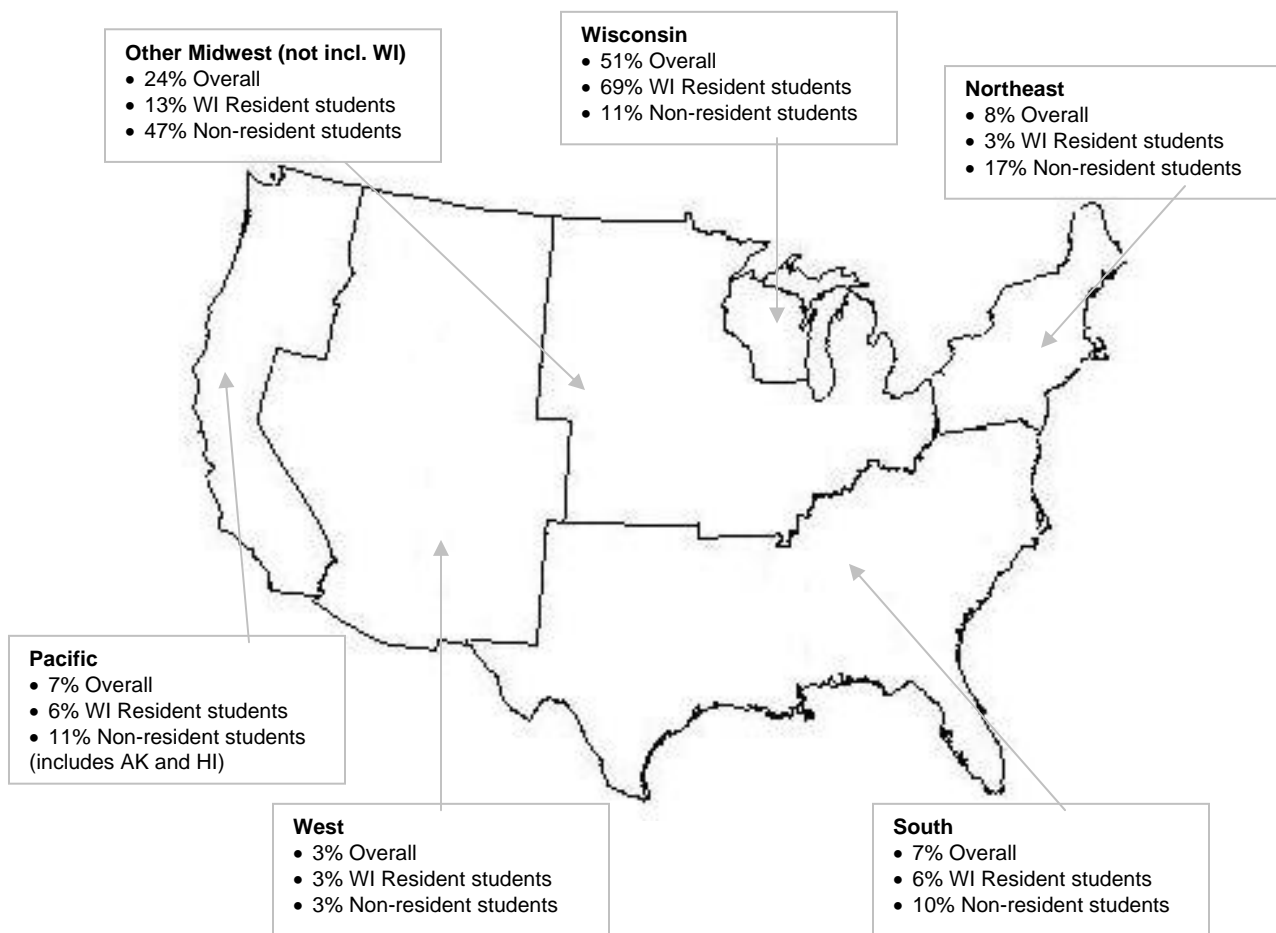 Other Midwest (not incl. WI)
• 24% Overall
• 13% WI Resident students
• 47% Non-resident students
Wisconsin
• 51% Overall
• 69% WI Resident students
• 11% Non-resident students
Northeast
• 8% Overall
• 3% WI Resident students
• 17% Non-resident students
Pacific
• 7% Overall
• 6% WI Resident students
• 11% Non-resident students
(includes AK and HI)
West
• 3% Overall
• 3% WI Resident students
• 3% Non-resident students
South
• 7% Overall
• 6% WI Resident students
• 10% Non-resident students